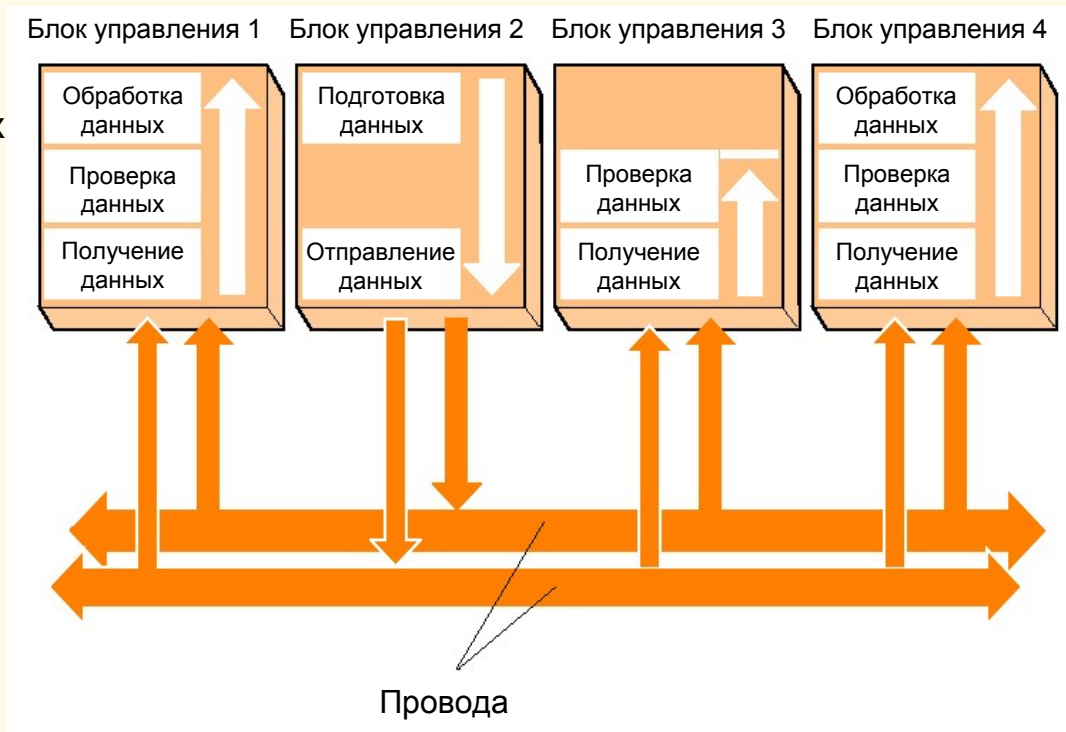 Блок управления 1
Блок управления 2
Блок управления 3
Блок управления 4
х
Обработка
данных
Проверка
данных
Получение
данных
Подготовка
данных
Отправление
данных
Проверка
данных
Получение
данных
Обработка
данных
Проверка
данных
Получение
данных
Провода